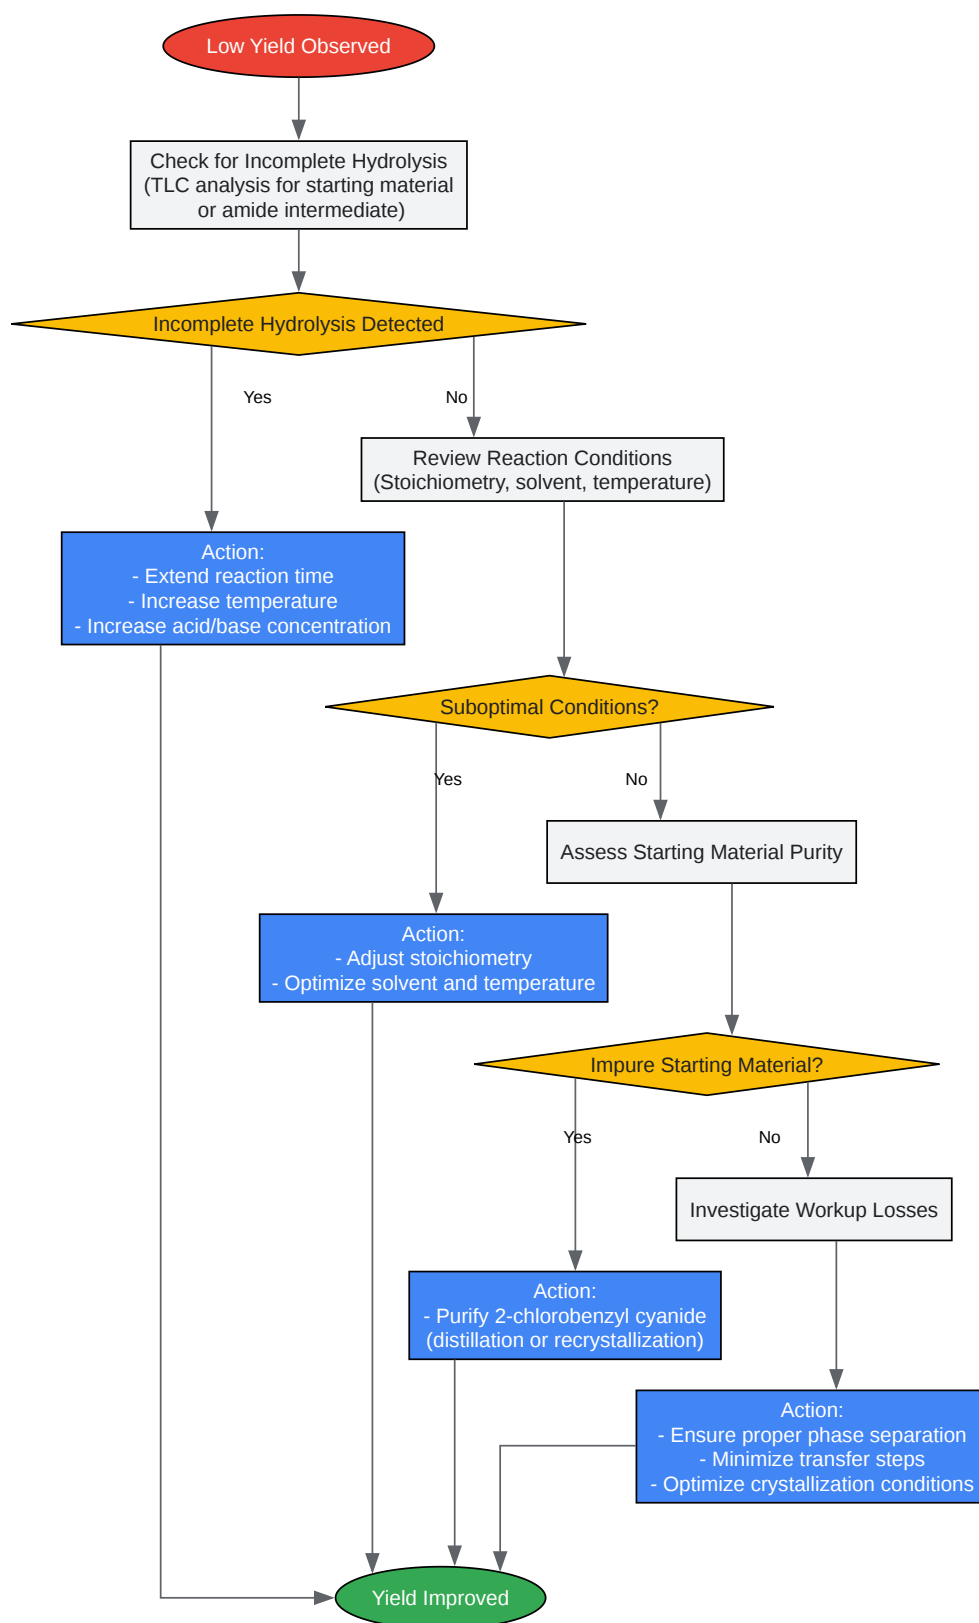 Low Yield Observed
Check for Incomplete Hydrolysis
(TLC analysis for starting material
or amide intermediate)
Incomplete Hydrolysis Detected
Yes
No
Review Reaction Conditions
(Stoichiometry, solvent, temperature)
Action:
- Extend reaction time
- Increase temperature
- Increase acid/base concentration
Suboptimal Conditions?
Yes
No
Assess Starting Material Purity
Action:
- Adjust stoichiometry
- Optimize solvent and temperature
Impure Starting Material?
Yes
No
Investigate Workup Losses
Action:
- Purify 2-chlorobenzyl cyanide
(distillation or recrystallization)
Action:
- Ensure proper phase separation
- Minimize transfer steps
- Optimize crystallization conditions
Yield Improved